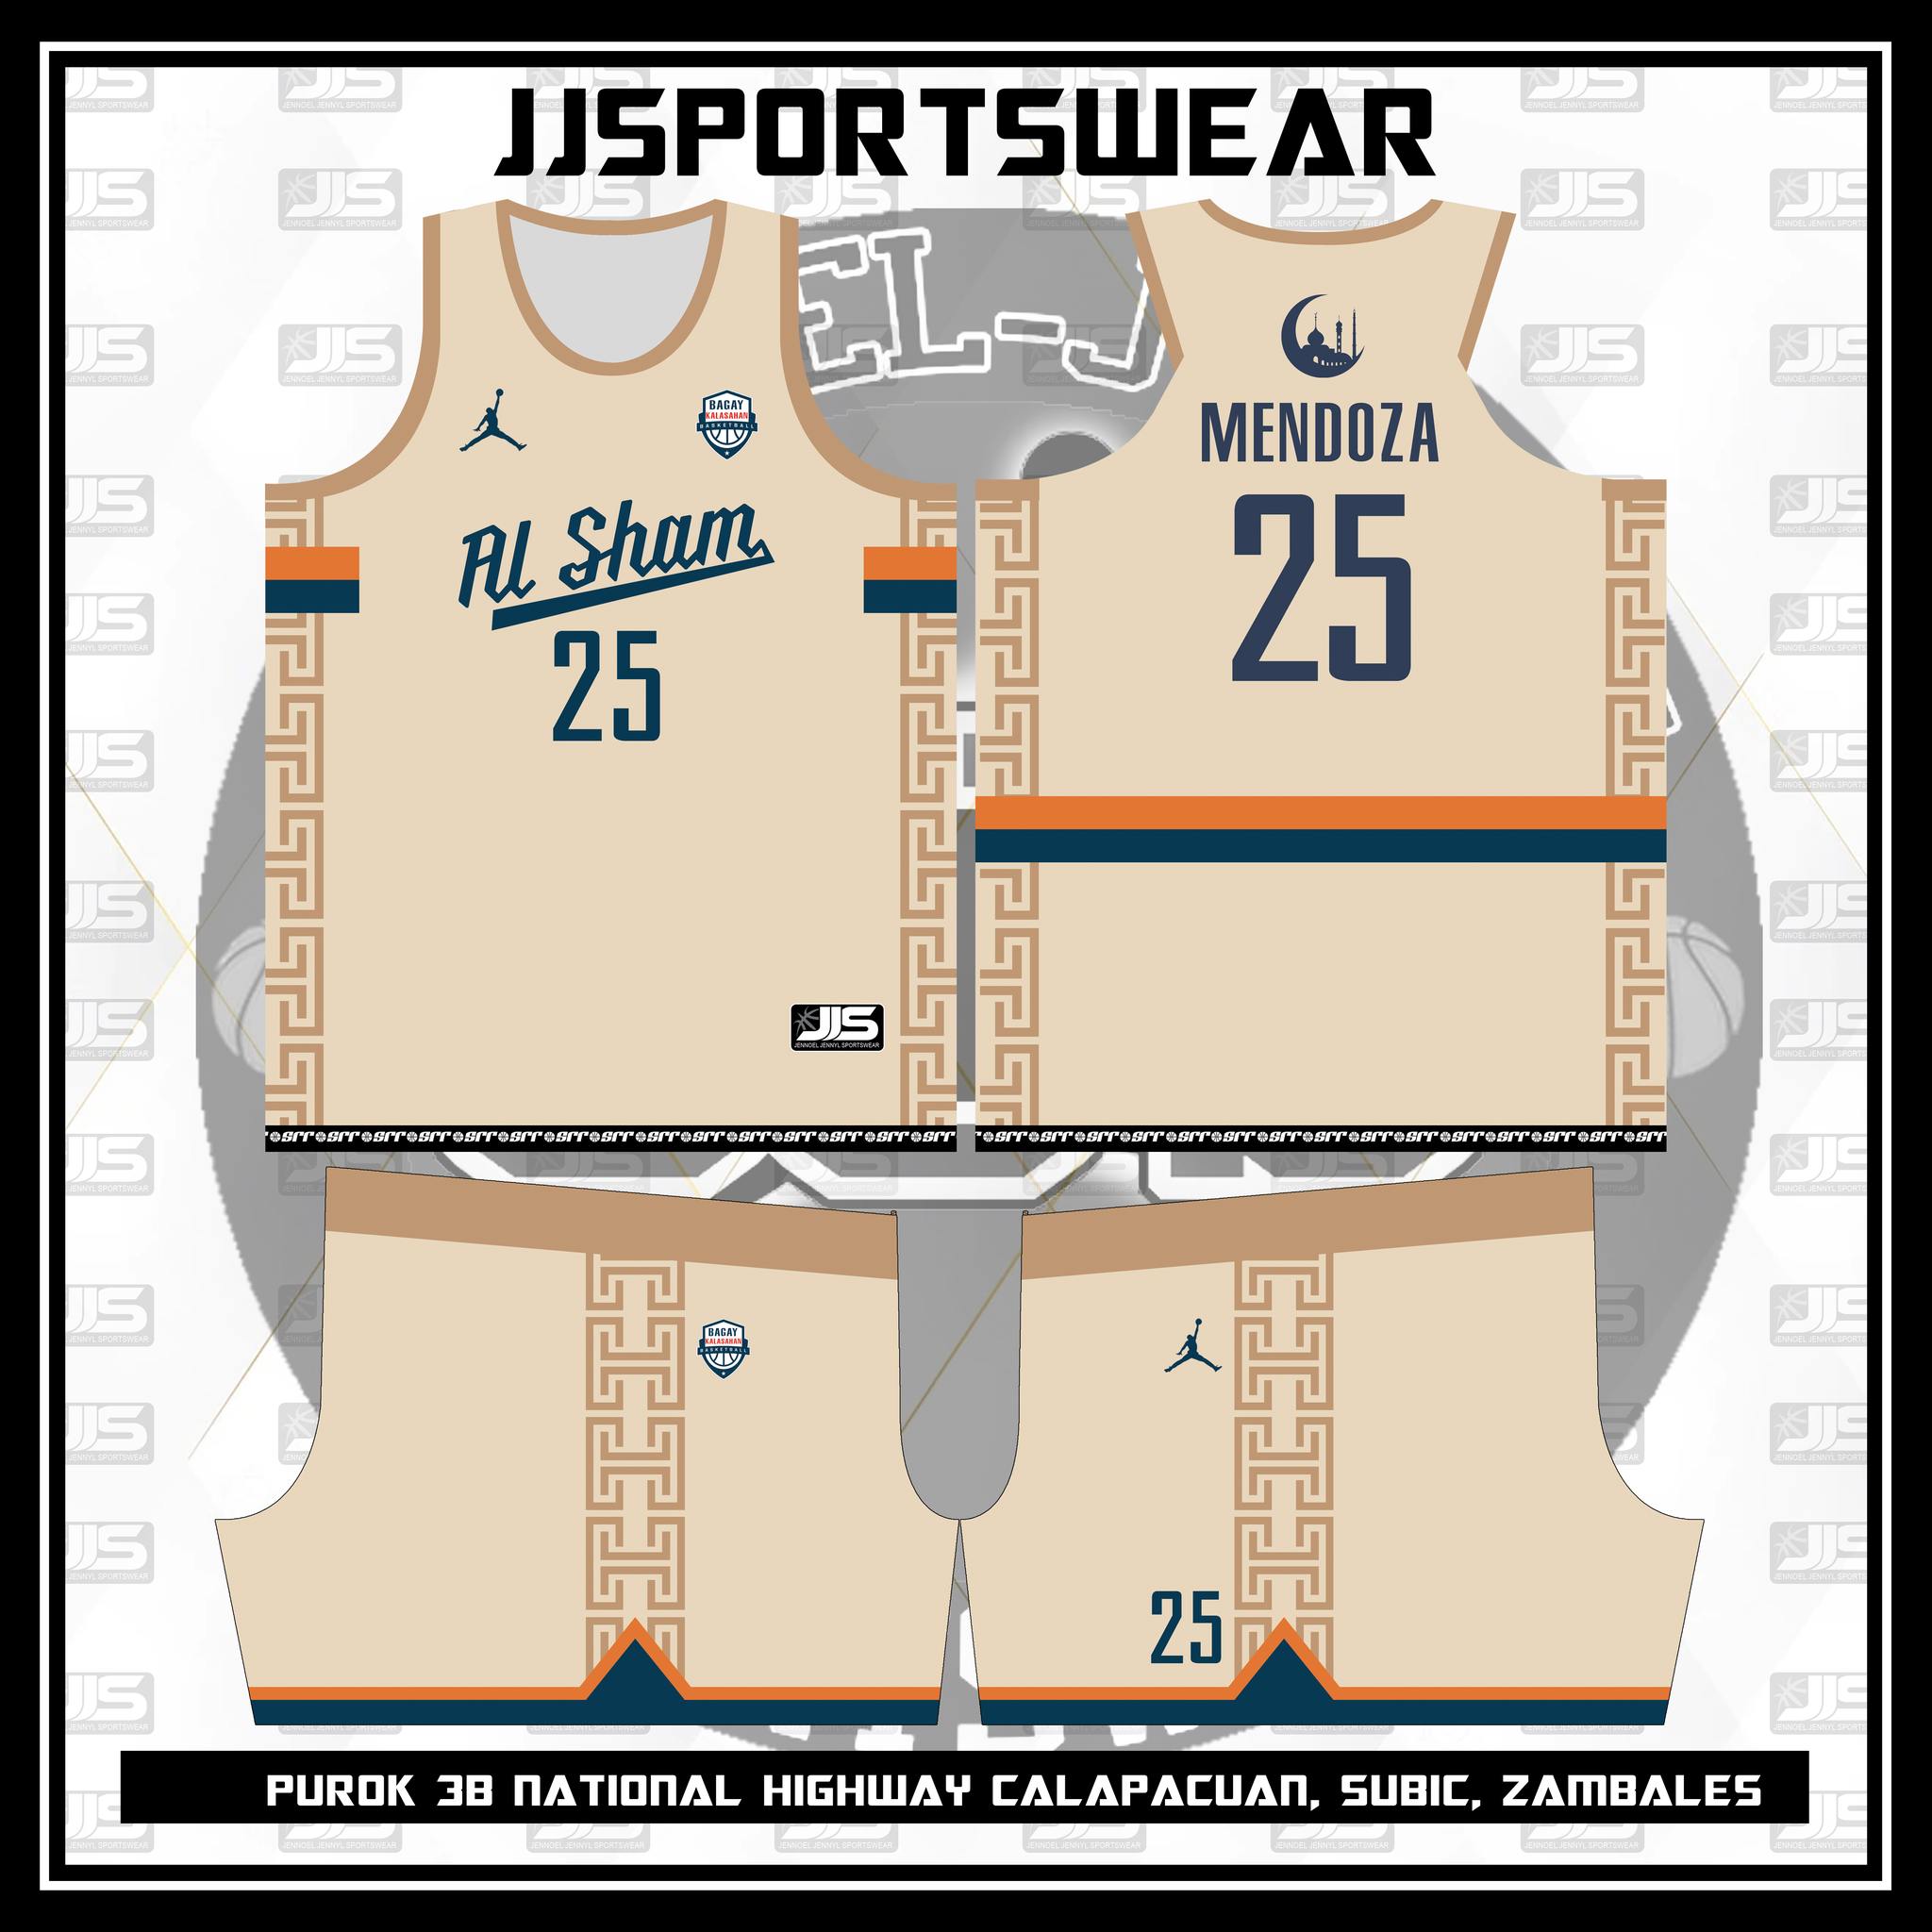 JJSPORTSWEAR
EL-J
BAGAY
KALASAHAN
BASKETBALL
Al Sham
25
JJS
JENNOEL JENNYL SPORTSWEAR
MENDOZA
25
BAGAY
KALASAHAN
BASKETBALL
25
PUROK 3B NATIONAL HIGHWAY CALAPACUAN, SUBIC, ZAMBALES